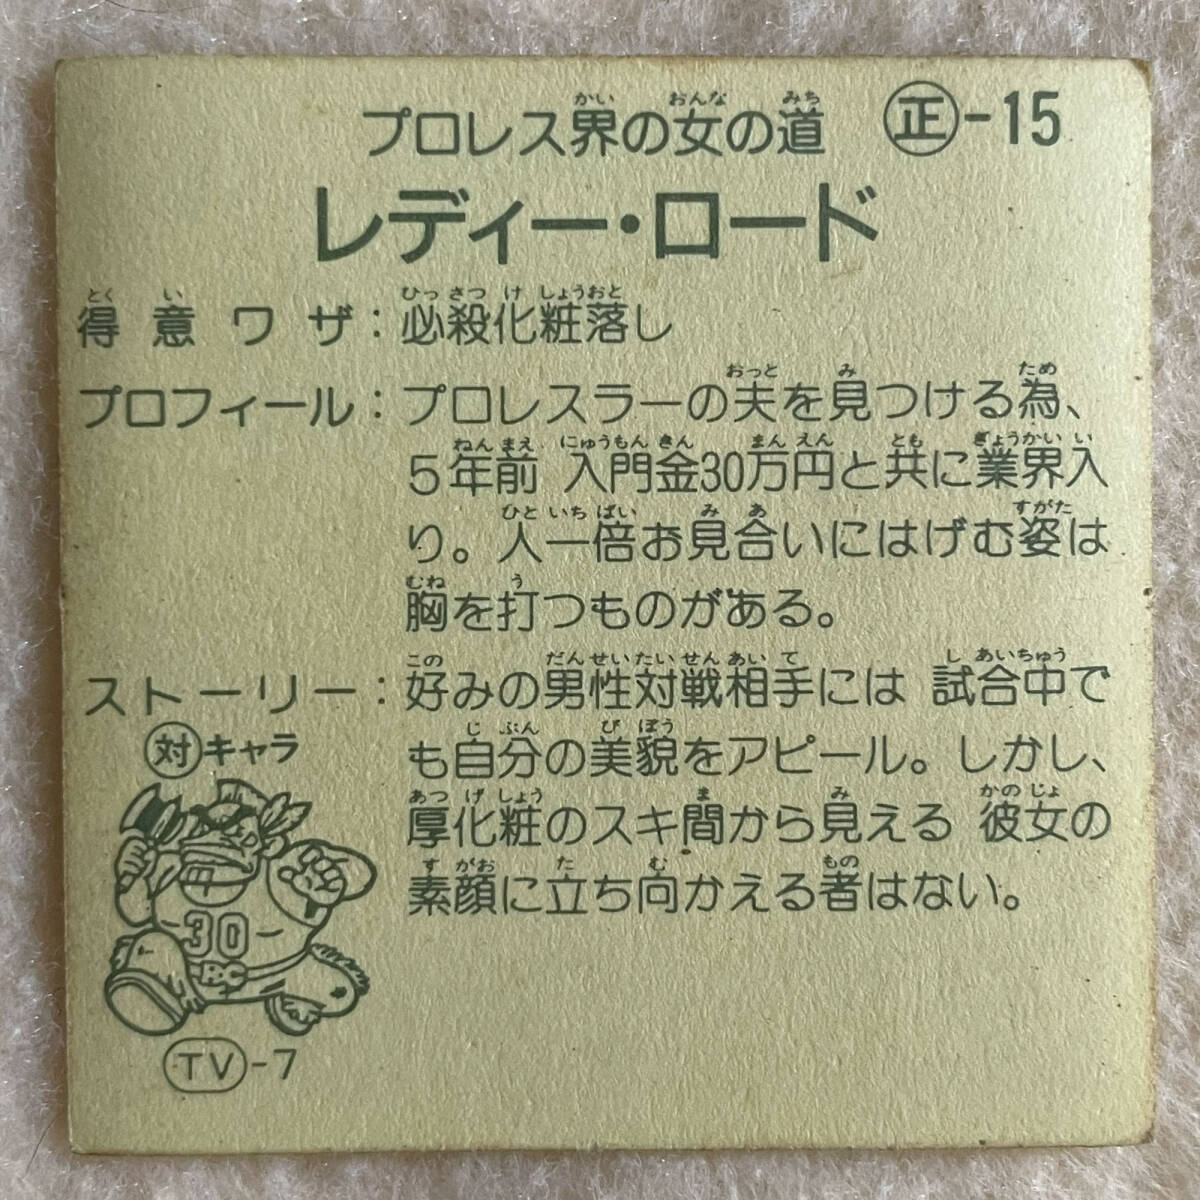 プロレス界の女の道 ㊣-15
レディー・ロード
得意ワザ：必殺化粧落し
プロフィール：プロレスラーの夫を見つける為、
5年前 入門金30万円と共に業界入
り。人一倍お見合いにはげむ姿は
胸を打つものがある。
ストーリー：好みの男性対戦相手には 試合中で
も自分の美貌をアピール。しかし、
厚化粧のスキ間から見える 彼女の
素顔に立ち向かえる者はない。
対キャラ
30
TV-7